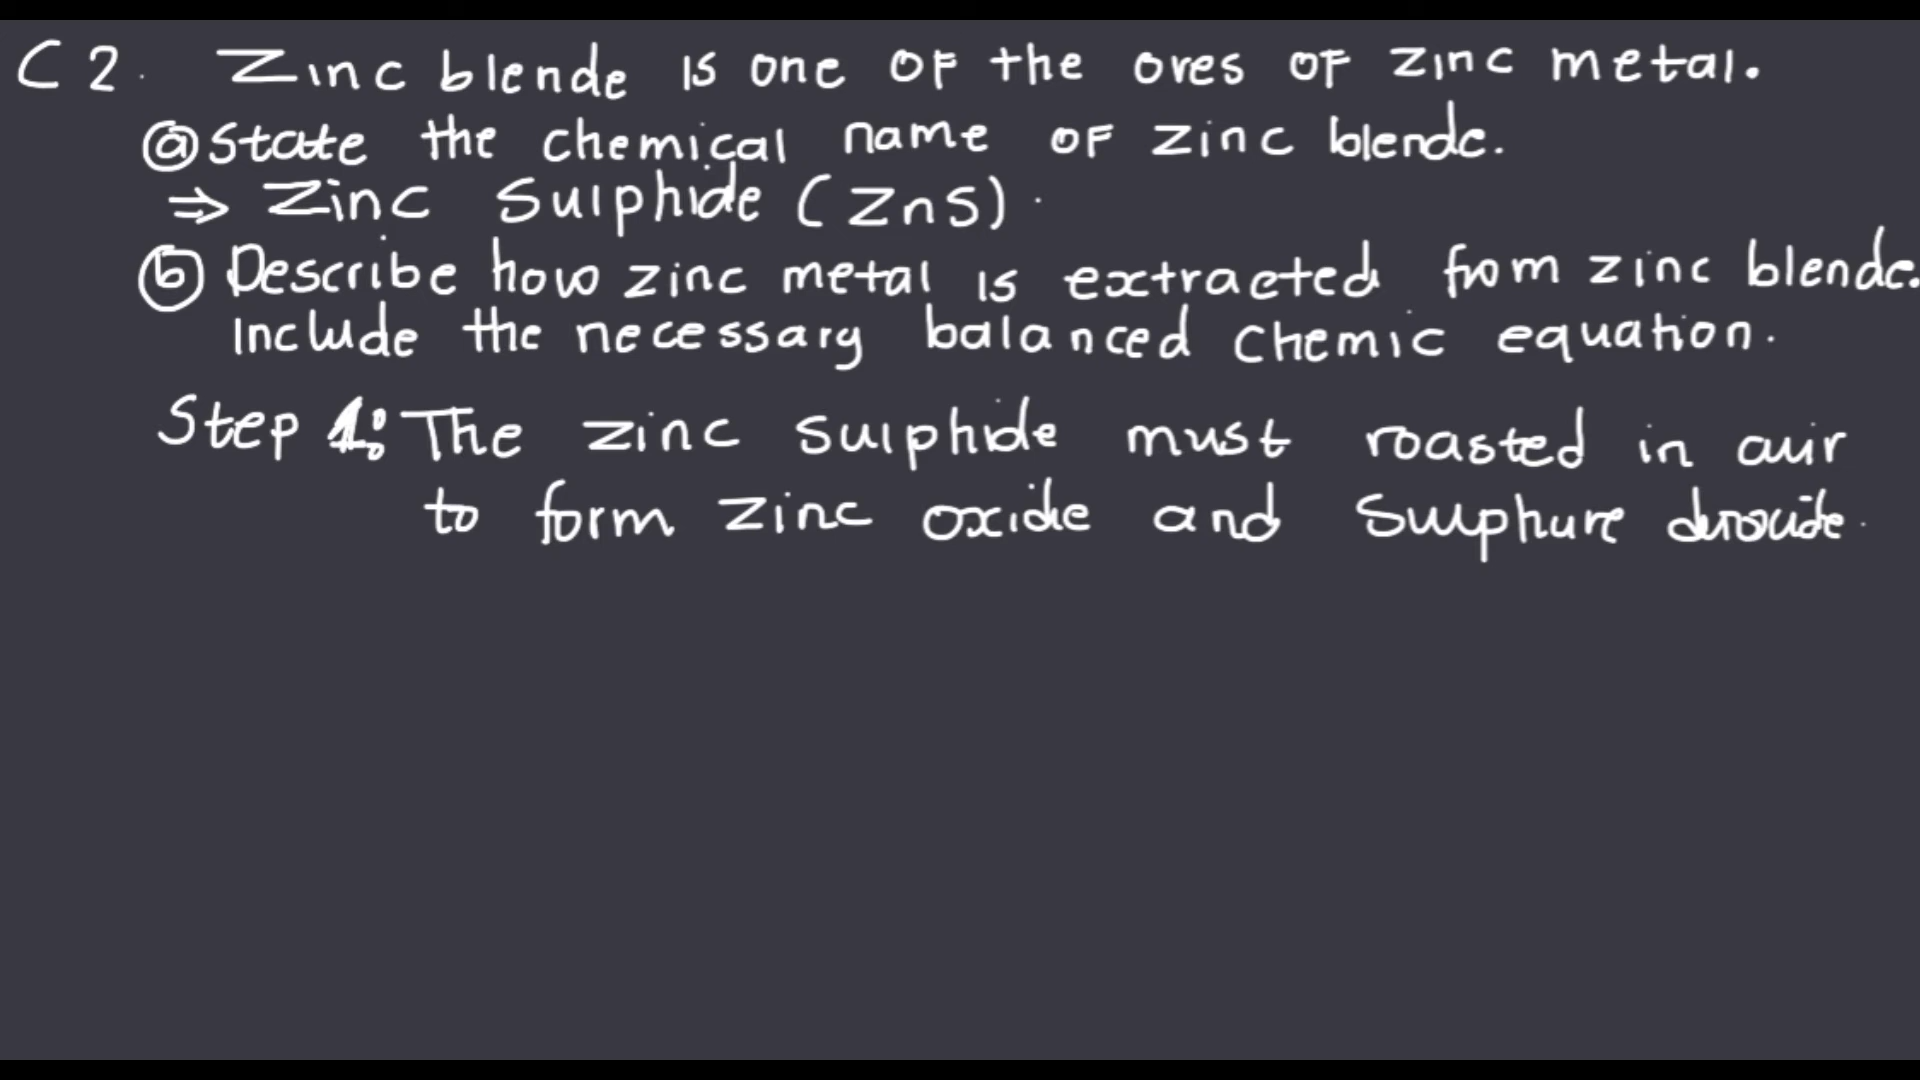 C2. Zinc blende is one of the ores of zinc metal.
(a) State the chemical name of zinc blende.
⇒ Zinc Sulphide (ZnS).
(b) Describe how zinc metal is extracted from zinc blende.
Include the necessary balanced chemic equation.
Step 1: The zinc sulphide must roasted in air
to form zinc oxide and Sulphure dioxide.